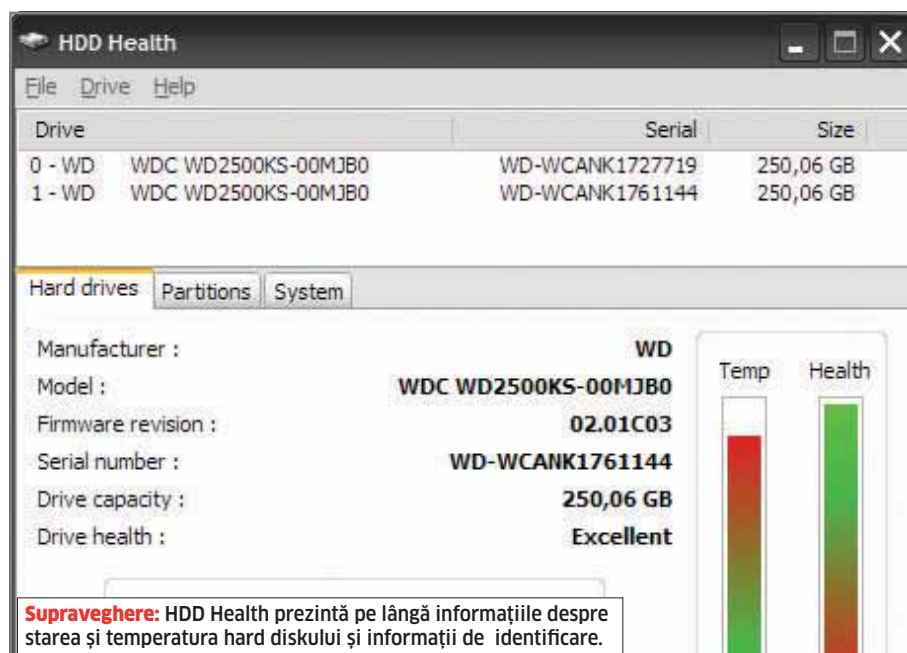 HDD Health
File Drive Help
Drive Serial Size
0 - WD WDC WD2500KS-00MJB0 WD-WCANK1727719 250,06 GB
1 - WD WDC WD2500KS-00MJB0 WD-WCANK1761144 250,06 GB
Hard drives Partitions System
Manufacturer : WD
Model : WDC WD2500KS-00MJB0
Firmware revision : 02.01C03
Serial number : WD-WCANK1761144
Drive capacity : 250,06 GB
Drive health : Excellent
Temp Health
Supraveghere: HDD Health prezintă pe lângă informațiile despre
starea și temperatura hard diskului și informații de identificare.